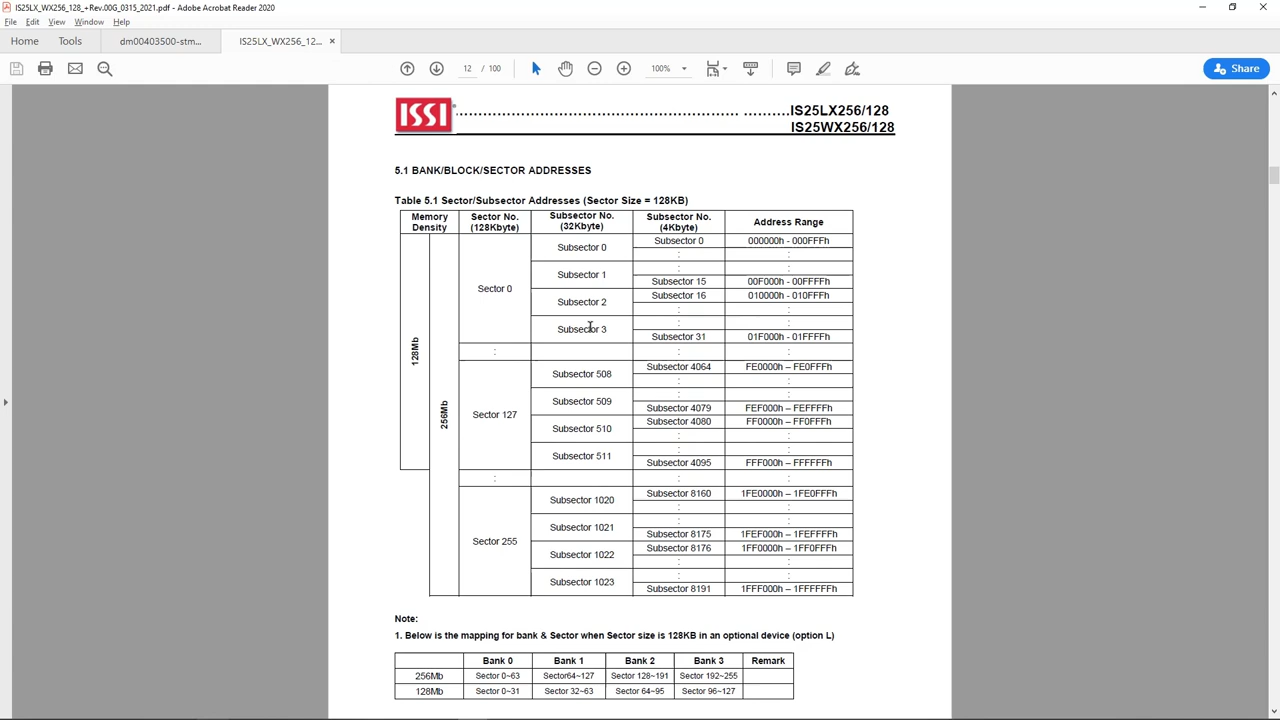 IS25LX_WX256_128_+Rev.00G_0315_2021.pdf - Adobe Acrobat Reader 2020
File Edit View Window Help
Home Tools dm00403500-stm... IS25LX_WX256_12... ×
12 / 100 100% Share
ISSI ® IS25LX256/128
IS25WX256/128
5.1 BANK/BLOCK/SECTOR ADDRESSES
Table 5.1 Sector/Subsector Addresses (Sector Size = 128KB)
Memory Density Sector No. (128Kbyte) Subsector No. (32Kbyte) Subsector No. (4Kbyte) Address Range
128Mb 256Mb Sector 0 Subsector 0 Subsector 0 000000h - 000FFFh
: :
Subsector 1 : :
Subsector 15 00F000h - 00FFFFh
Subsector 2 Subsector 16 010000h - 010FFFh
: :
Subsector 3 : :
Subsector 31 01F000h - 01FFFFh
: : :
Sector 127 Subsector 508 Subsector 4064 FE0000h – FE0FFFh
: :
Subsector 509 : :
Subsector 4079 FEF000h – FEFFFFh
Subsector 510 Subsector 4080 FF0000h – FF0FFFh
: :
Subsector 511 : :
Subsector 4095 FFF000h – FFFFFFh
: : :
Sector 255 Subsector 1020 Subsector 8160 1FE0000h – 1FE0FFFh
: :
Subsector 1021 : :
Subsector 8175 1FEF000h – 1FEFFFFh
Subsector 1022 Subsector 8176 1FF0000h – 1FF0FFFh
: :
Subsector 1023 : :
Subsector 8191 1FFF000h – 1FFFFFFh
Note:
1. Below is the mapping for bank & Sector when Sector size is 128KB in an optional device (option L)
Bank 0 Bank 1 Bank 2 Bank 3 Remark
256Mb Sector 0~63 Sector64~127 Sector 128~191 Sector 192~255
128Mb Sector 0~31 Sector 32~63 Sector 64~95 Sector 96~127